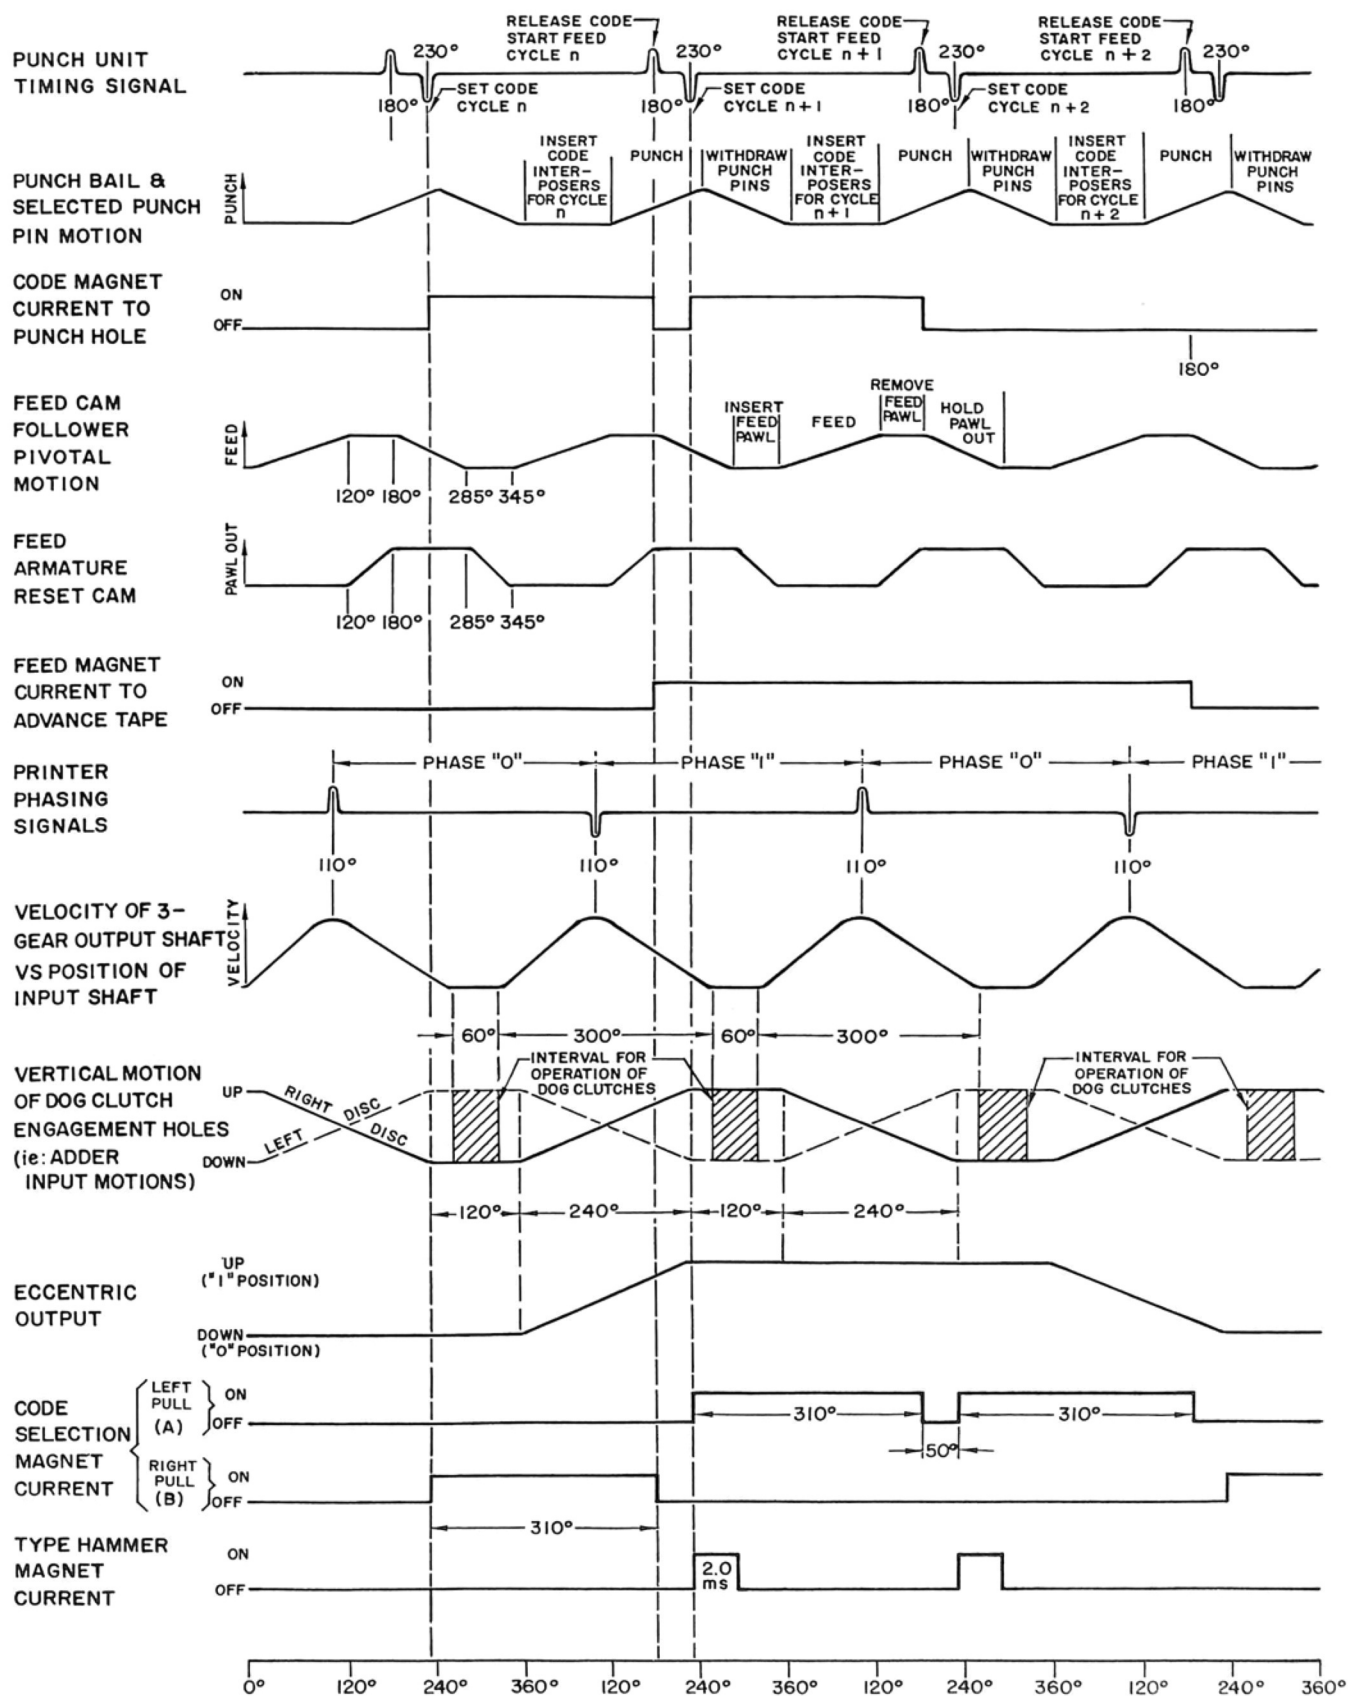 RELEASE CODE
START FEED
CYCLE n
RELEASE CODE
START FEED
CYCLE n+1
RELEASE CODE
START FEED
CYCLE n+2
PUNCH UNIT
TIMING SIGNAL
230°
230°
230°
230°
180°
180°
180°
180°
SET CODE
CYCLE n
SET CODE
CYCLE n+1
SET CODE
CYCLE n+2
PUNCH BAIL &
SELECTED PUNCH
PIN MOTION
PUNCH
INSERT
CODE
INTER-
POSERS
FOR CYCLE
n
PUNCH
WITHDRAW
PUNCH
PINS
INSERT
CODE
INTER-
POSERS
FOR CYCLE
n+1
PUNCH
WITHDRAW
PUNCH
PINS
INSERT
CODE
INTER-
POSERS
FOR CYCLE
n+2
PUNCH
WITHDRAW
PUNCH
PINS
CODE MAGNET
CURRENT TO
PUNCH HOLE
ON
OFF
180°
FEED CAM
FOLLOWER
PIVOTAL
MOTION
FEED
120° 180° 285° 345°
INSERT
FEED
PAWL
FEED
REMOVE
FEED
PAWL
HOLD
PAWL
OUT
FEED
ARMATURE
RESET CAM
PAWL OUT
120° 180° 285° 345°
FEED MAGNET
CURRENT TO
ADVANCE TAPE
ON
OFF
PRINTER
PHASING
SIGNALS
PHASE "0" PHASE "1" PHASE "0" PHASE "1"
110° 110° 110° 110°
VELOCITY OF 3-
GEAR OUTPUT SHAFT
VS POSITION OF
INPUT SHAFT
VELOCITY
60° 300° 60° 300°
VERTICAL MOTION
OF DOG CLUTCH
ENGAGEMENT HOLES
(ie: ADDER
INPUT MOTIONS)
UP
DOWN
RIGHT DISC
LEFT DISC
INTERVAL FOR
OPERATION OF
DOG CLUTCHES
INTERVAL FOR
OPERATION OF
DOG CLUTCHES
120° 240° 120° 240°
ECCENTRIC
OUTPUT
UP
("1" POSITION)
DOWN
("0" POSITION)
CODE
SELECTION
MAGNET
CURRENT
LEFT
PULL
(A)
ON
OFF
310° 310°
50°
RIGHT
PULL
(B)
ON
OFF
310°
TYPE HAMMER
MAGNET
CURRENT
ON
OFF
2.0
ms
0° 120° 240° 360° 120° 240° 360° 120° 240° 360° 120° 240° 360°